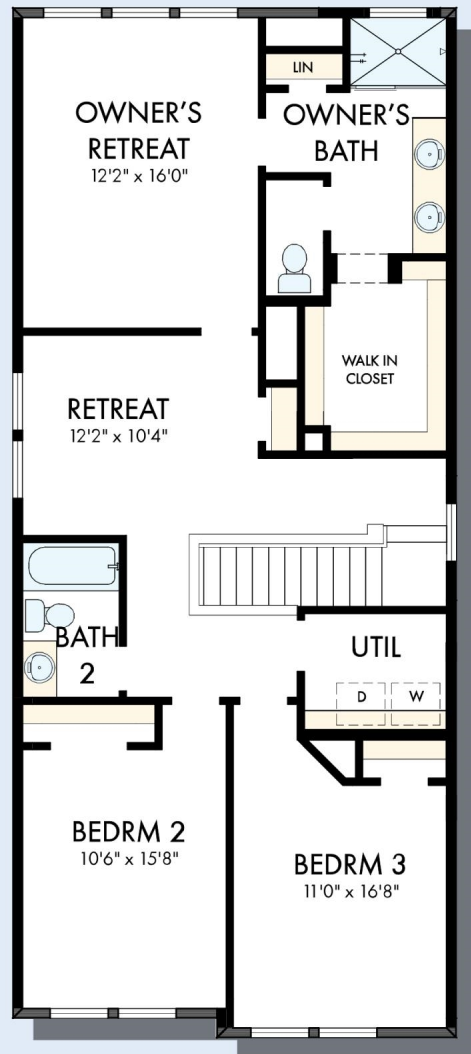 LIN
OWNER'S
RETREAT
12'2" x 16'0"
OWNER'S
BATH
WALK IN
CLOSET
RETREAT
12'2" x 10'4"
BATH
2
UTIL
D
W
BEDRM 2
10'6" x 15'8"
BEDRM 3
11'0" x 16'8"